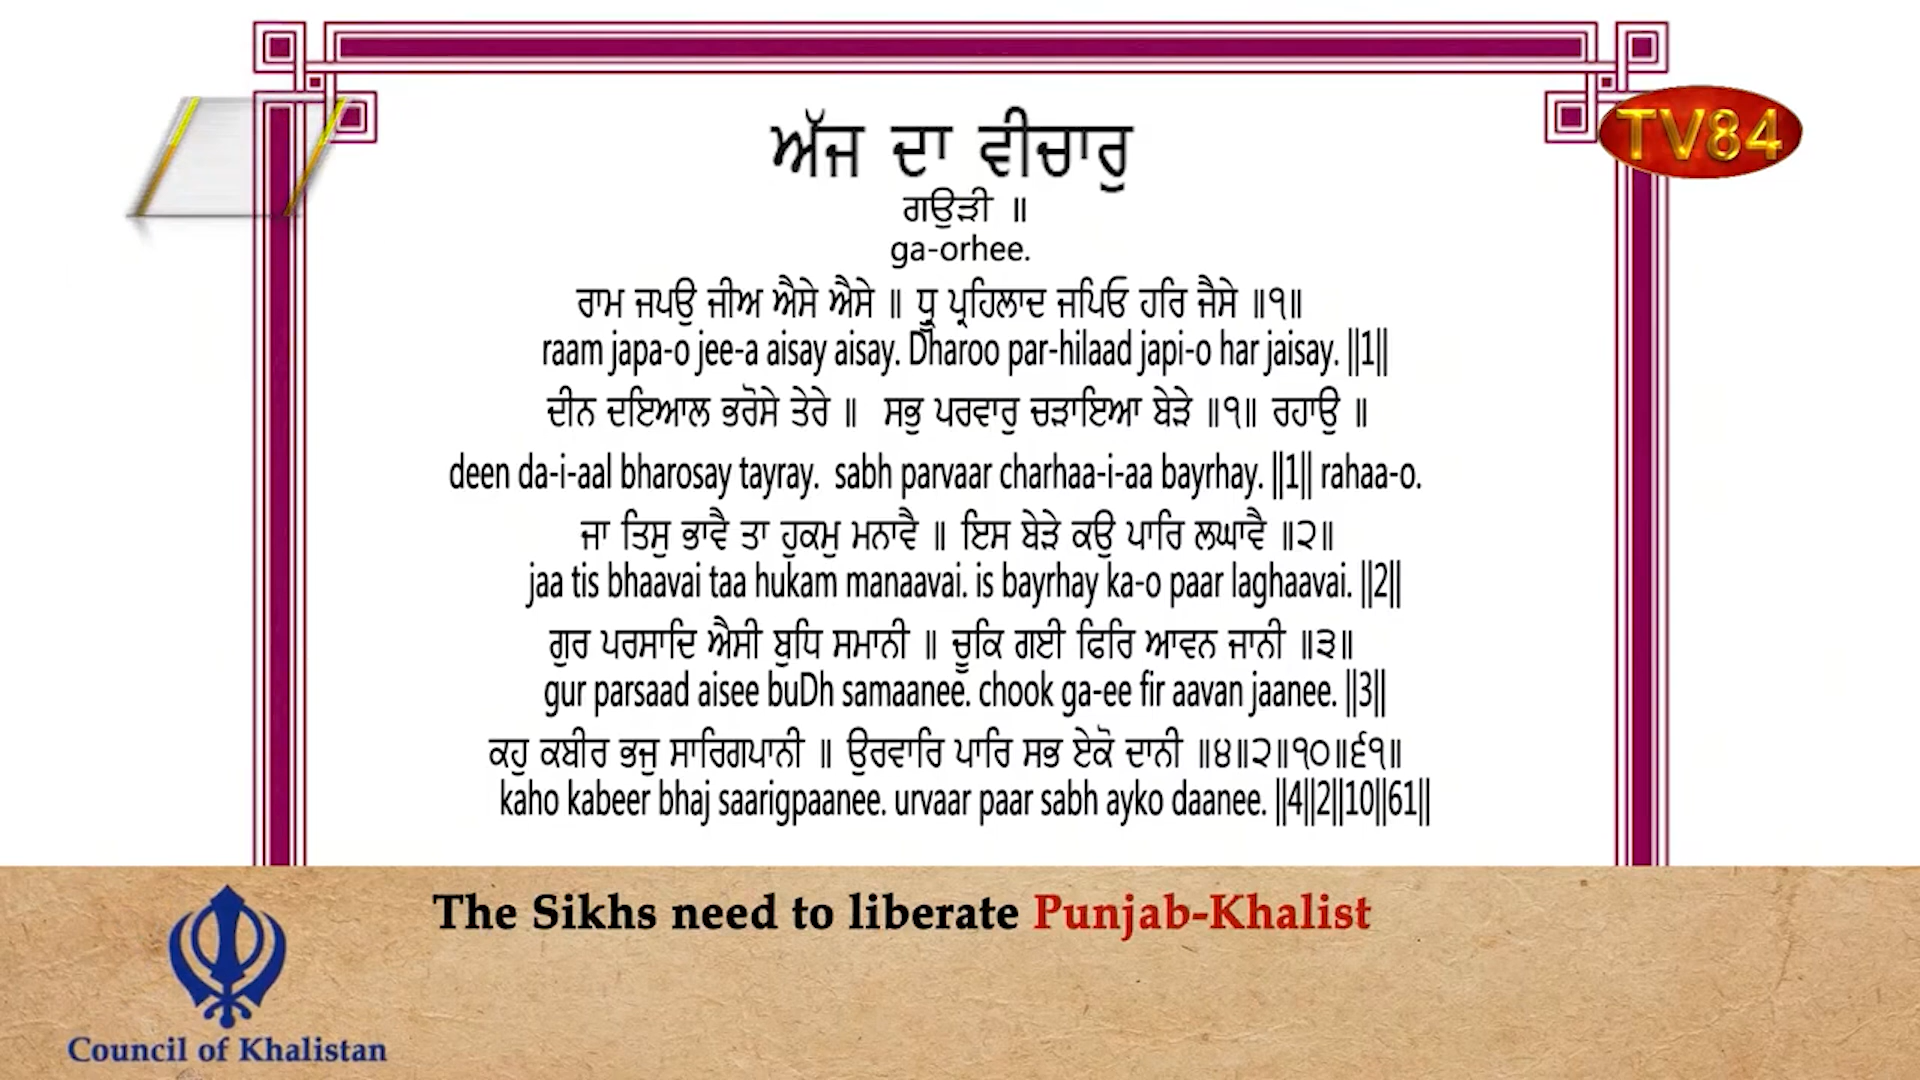 ਅੱਜ ਦਾ ਵੀਚਾਰੁ
TV84
ਗਉੜੀ ॥
ga-orhee.
ਰਾਮ ਜਪਉ ਜੀਅ ਐਸੇ ਐਸੇ ॥ ਧ੍ਰੂ ਪ੍ਰਹਿਲਾਦ ਜਪਿਓ ਹਰਿ ਜੈਸੇ ॥੧॥
raam japa-o jee-a aisay aisay. Dharoo par-hilaad japi-o har jaisay. ||1||
ਦੀਨ ਦਇਆਲ ਭਰੋਸੇ ਤੇਰੇ ॥ ਸਭੁ ਪਰਵਾਰੁ ਚੜਾਇਆ ਬੇੜੇ ॥੧॥ ਰਹਾਉ ॥
deen da-i-aal bharosay tayray. sabh parvaar charhaa-i-aa bayrhay. ||1|| rahaa-o.
ਜਾ ਤਿਸੁ ਭਾਵੈ ਤਾ ਹੁਕਮੁ ਮਨਾਵੈ ॥ ਇਸ ਬੇੜੇ ਕਉ ਪਾਰਿ ਲਘਾਵੈ ॥੨॥
jaa tis bhaavai taa hukam manaavai. is bayrhay ka-o paar laghaavai. ||2||
ਗੁਰ ਪਰਸਾਦਿ ਐਸੀ ਬੁਧਿ ਸਮਾਨੀ ॥ ਚੂਕਿ ਗਈ ਫਿਰਿ ਆਵਨ ਜਾਨੀ ॥੩॥
gur parsaad aisee buDh samaanee. chook ga-ee fir aavan jaanee. ||3||
ਕਹੁ ਕਬੀਰ ਭਜੁ ਸਾਰਿਗਪਾਨੀ ॥ ਉਰਵਾਰਿ ਪਾਰਿ ਸਭ ਏਕੋ ਦਾਨੀ ॥੪॥੨॥੧੦॥੬੧॥
kaho kabeer bhaj saarigpaanee. urvaar paar sabh ayko daanee. ||4||2||10||61||
The Sikhs need to liberate Punjab-Khalist
Council of Khalistan